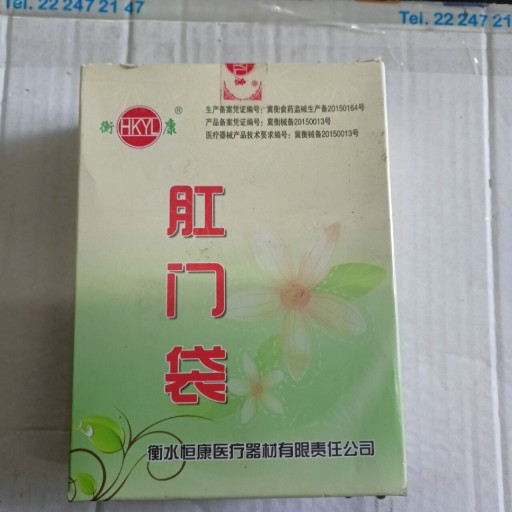 Tel. 22 247 21 47
Tel. 22 247 21
衡 HKYL 康 ®
生产备案凭证编号：冀衡食药监械生产备20150164号
产品备案凭证编号：冀衡械备20150013号
医疗器械产品技术要求编号：冀衡械备20150013号
肛门袋
衡水恒康医疗器材有限责任公司